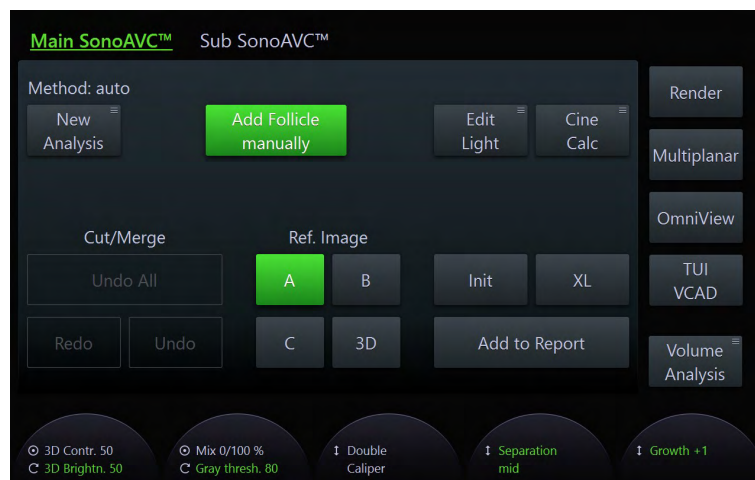 Main SonoAVC™ Sub SonoAVC™
Method: auto
New
Analysis
Add Follicle
manually
Edit
Light
Cine
Calc
Render
Multiplanar
OmniView
TUI
VCAD
Volume
Analysis
Cut/Merge
Undo All
Redo Undo
Ref. Image
A B
C 3D
Init XL
Add to Report
3D Contr. 50
3D Brightn. 50
Mix 0/100 %
Gray thresh. 80
Double
Caliper
Separation
mid
Growth +1